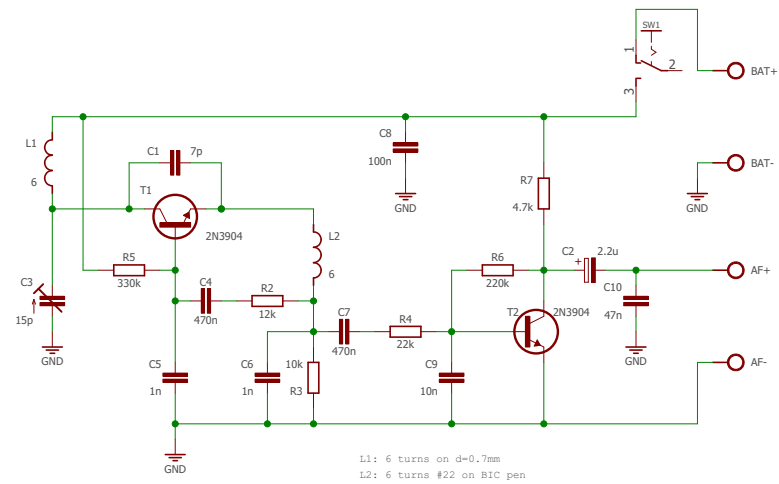 SW1
1
2
BAT+
3
L1
6
C1
7p
C8
100n
GND
R7
4.7k
BAT-
GND
T1
2N3904
L2
6
R5
330k
R6
220k
C2
+
2.2u
AF+
C3
15p
GND
C4
470n
R2
12k
C7
470n
R4
22k
T2
2N3904
C10
47n
GND
C5
1n
C6
1n
10k
R3
C9
10n
AF-
GND
L1: 6 turns on d=0.7mm
L2: 6 turns #22 on BIC pen